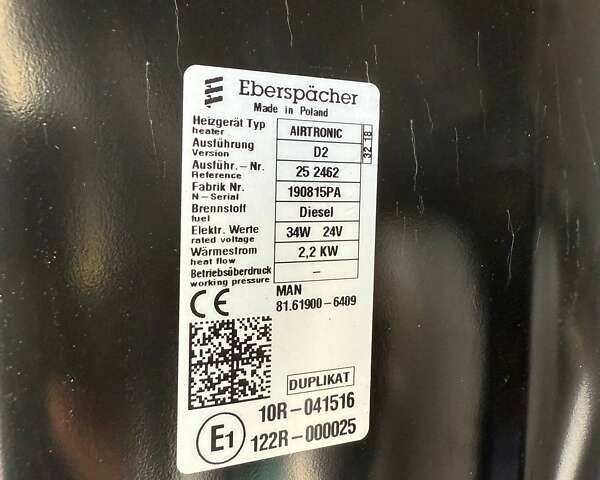 Eberspächer
Made in Poland
Heizgerät Typ AIRTRONIC
heater
Ausführung D2
Version
Ausführ.-Nr. 25 2462
Reference
Fabrik Nr. 190815PA
N-Serial
Brennstoff Diesel
fuel
Elektr. Werte 34W 24V
rated voltage
Wärmestrom 2,2 KW
heat flow
Betriebsüberdruck –
working pressure
32 18
CE
MAN
81.61900-6409
DUPLIKAT
E1
10R-041516
122R-000025